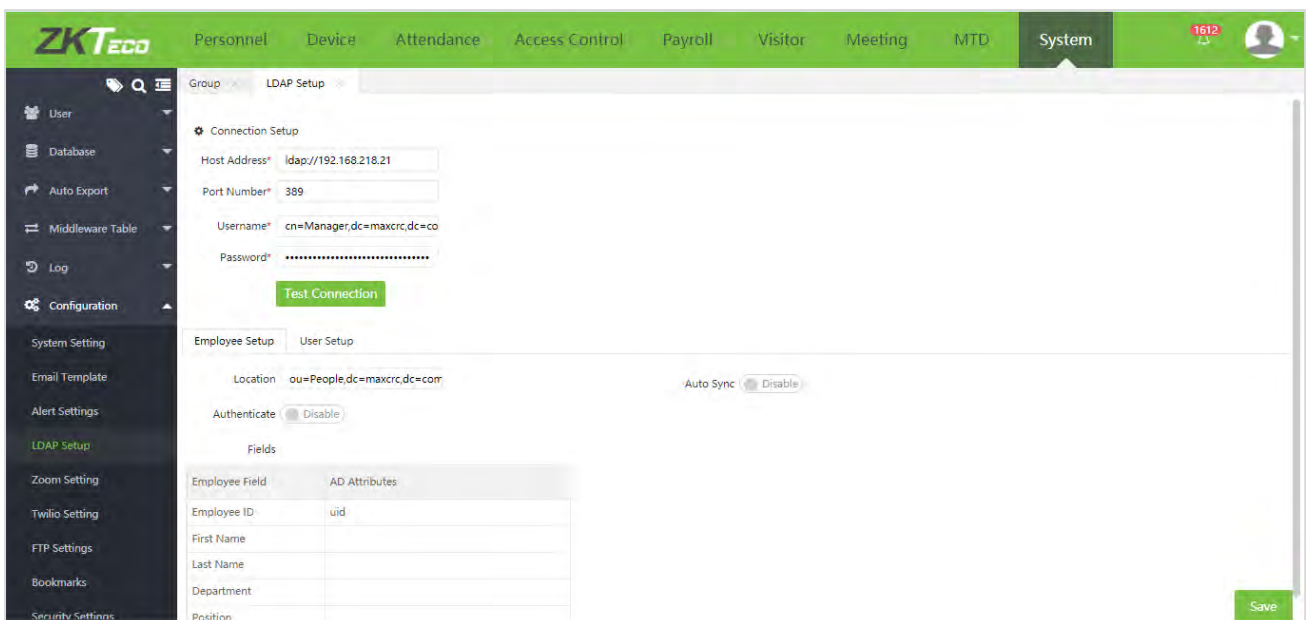 ZKTECO
Personnel Device Attendance Access Control Payroll Visitor Meeting MTD System 1612
Group × LDAP Setup ×
User
Database
Auto Export
Middleware Table
Log
Configuration
System Setting
Email Template
Alert Settings
LDAP Setup
Zoom Setting
Twilio Setting
FTP Settings
Bookmarks
Security Settings
Connection Setup
Host Address* ldap://192.168.218.21
Port Number* 389
Username* cn=Manager,dc=maxcrc,dc=co
Password* ••••••••••••••••••••••••••••••••
Test Connection
Employee Setup User Setup
Location ou=People,dc=maxcrc,dc=com Auto Sync Disable
Authenticate Disable
Fields
Employee Field AD Attributes
Employee ID uid
First Name
Last Name
Department
Position
Save